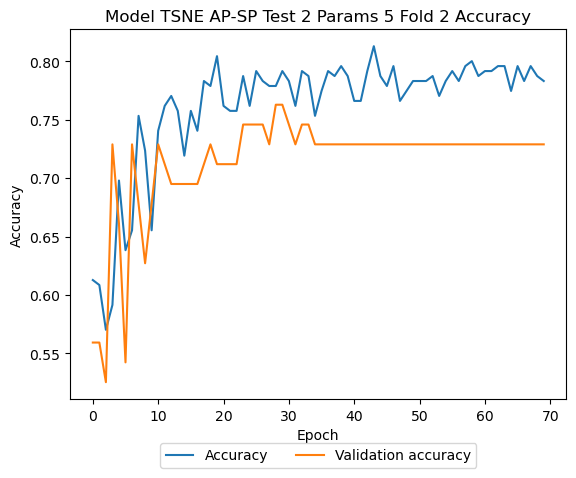 Model TSNE AP-SP Test 2 Params 5 Fold 2 Accuracy
0.80
0.75
0.70
0.65
0.60
0.55
Accuracy
0 10 20 30 40 50 60 70
Epoch
Accuracy Validation accuracy